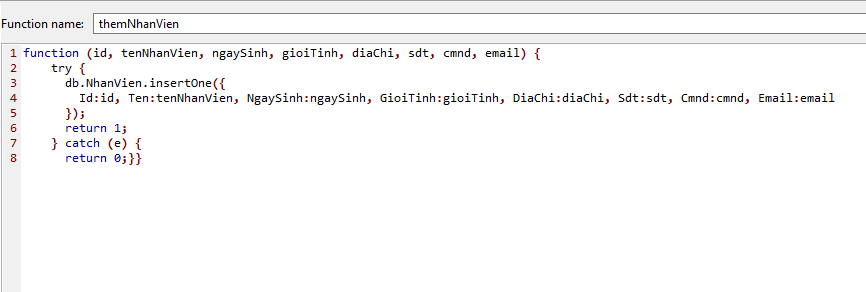 Function name: themNhanVien
1 function (id, tenNhanVien, ngaySinh, gioiTinh, diaChi, sdt, cmnd, email) {
2     try {
3       db.NhanVien.insertOne({
4         Id:id, Ten:tenNhanVien, NgaySinh:ngaySinh, GioiTinh:gioiTinh, DiaChi:diaChi, Sdt:sdt, Cmnd:cmnd, Email:email
5       });
6       return 1;
7     } catch (e) {
8       return 0;}}